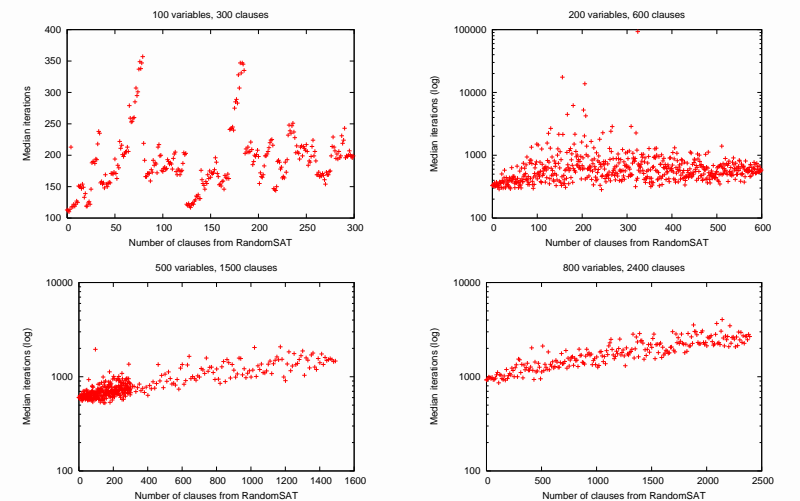 100 variables, 300 clauses
400
350
300
250
200
150
100
0 50 100 150 200 250 300
Median iterations
Number of clauses from RandomSAT
200 variables, 600 clauses
100000
10000
1000
100
0 100 200 300 400 500 600
Median iterations (log)
Number of clauses from RandomSAT
500 variables, 1500 clauses
10000
1000
100
0 200 400 600 800 1000 1200 1400 1600
Median iterations (log)
Number of clauses from RandomSAT
800 variables, 2400 clauses
10000
1000
100
0 500 1000 1500 2000 2500
Median iterations (log)
Number of clauses from RandomSAT